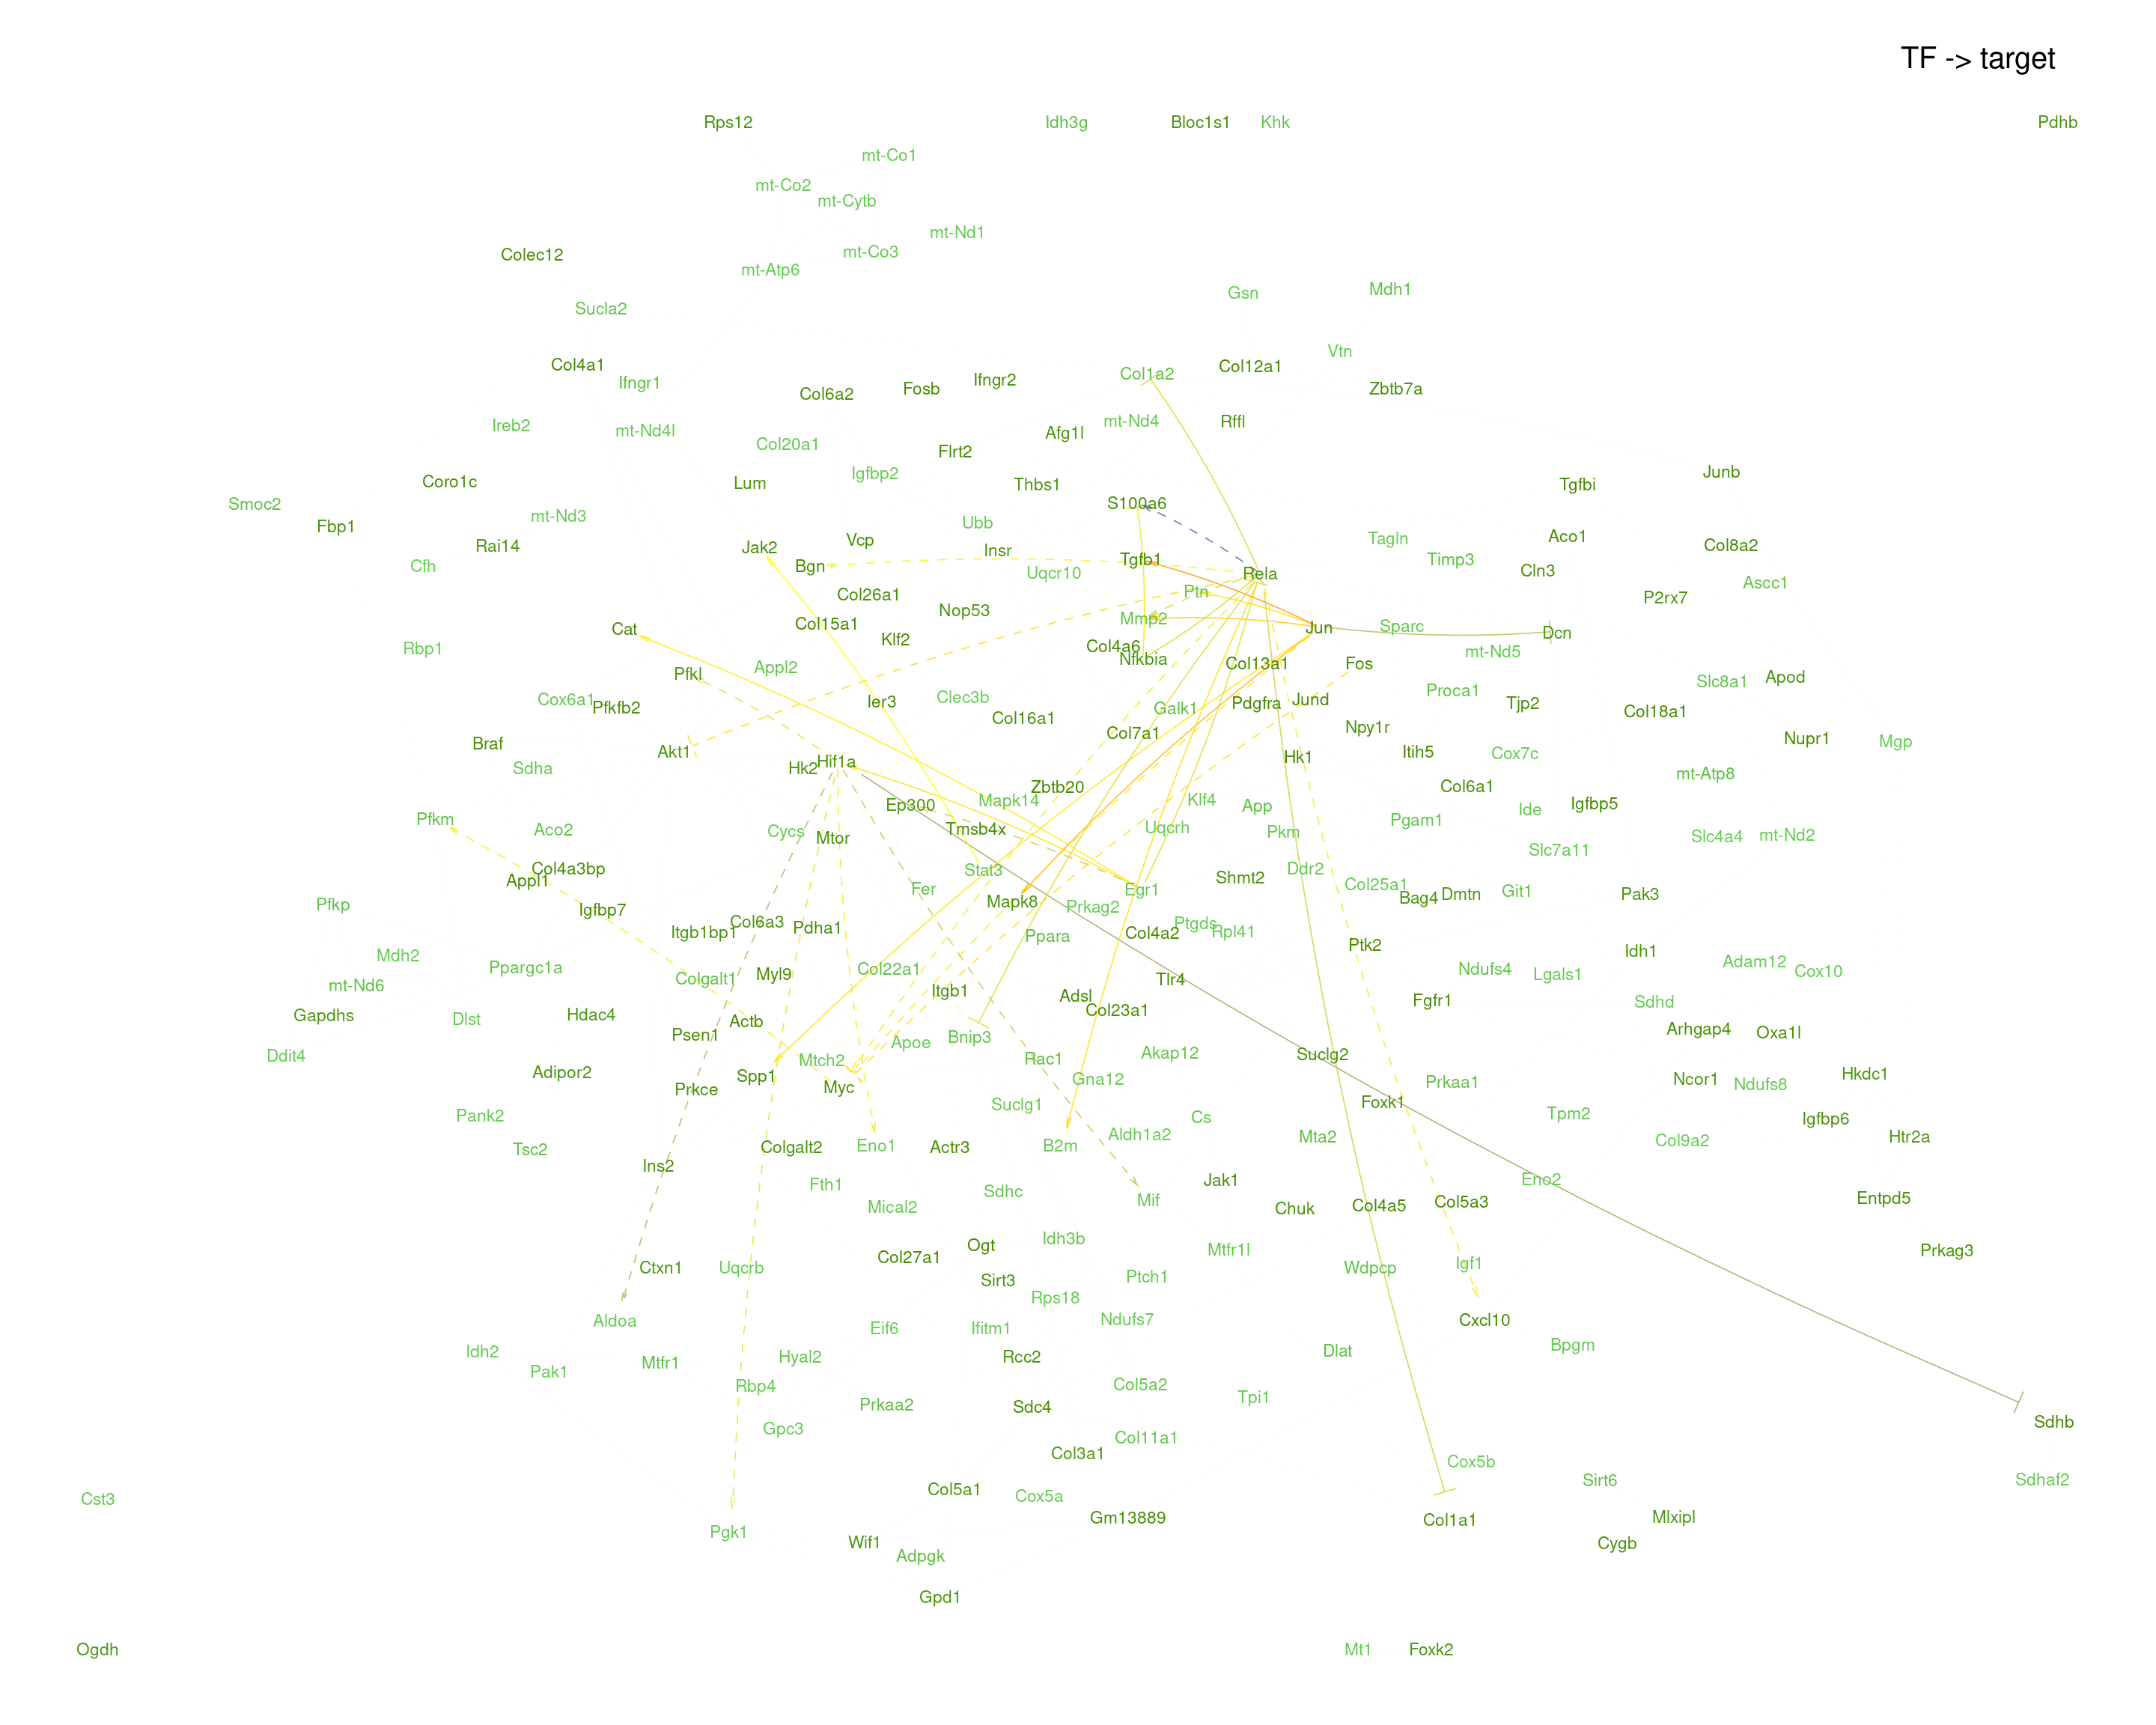 TF -> target
Rps12
Idh3g
Bloc1s1
Khk
Pdhb
mt-Co1
mt-Co2
mt-Cytb
mt-Nd1
mt-Co3
Colec12
mt-Atp6
Gsn
Mdh1
Sucla2
Vtn
Col4a1
Col12a1
Col1a2
Ifngr1
Ifngr2
Fosb
Zbtb7a
Col6a2
mt-Nd4
Rffl
Ireb2
mt-Nd4l
Afg1l
Col20a1
Flrt2
Junb
Igfbp2
Coro1c
Lum
Thbs1
Tgfbi
Smoc2
S100a6
mt-Nd3
Ubb
Fbp1
Aco1
Tagln
Vcp
Rai14
Jak2
Col8a2
Insr
Tgfb1
Timp3
Cfh
Bgn
Cln3
Uqcr10
Rela
Ascc1
Ptn
Col26a1
P2rx7
Nop53
Mmp2
Col15a1
Sparc
Jun
Cat
Dcn
Klf2
Col4a6
Rbp1
mt-Nd5
Nfkbia
Col13a1
Fos
Appl2
Pfkl
Apod
Slc8a1
Proca1
Clec3b
Cox6a1
Jund
Ier3
Pdgfra
Tjp2
Pfkfb2
Galk1
Col18a1
Col16a1
Npy1r
Col7a1
Nupr1
Mgp
Braf
Akt1
Itih5
Cox7c
Hk1
Hif1a
Hk2
Sdha
mt-Atp8
Col6a1
Zbtb20
Mapk14
Klf4
Igfbp5
Ep300
App
Ide
Pfkm
Pgam1
Uqcrh
Tmsb4x
Aco2
Cycs
Pkm
mt-Nd2
Slc4a4
Mtor
Slc7a11
Col4a3bp
Stat3
Ddr2
Shmt2
Appl1
Col25a1
Fer
Egr1
Git1
Dmtn
Pak3
Bag4
Mapk8
Pfkp
Prkag2
Igfbp7
Col6a3
Ptgds
Pdha1
Rpl41
Itgb1bp1
Col4a2
Ppara
Ptk2
Idh1
Mdh2
Adam12
Ppargc1a
Col22a1
Ndufs4
Cox10
Myl9
Lgals1
Colgalt1
Tlr4
mt-Nd6
Itgb1
Adsl
Fgfr1
Sdhd
Col23a1
Gapdhs
Hdac4
Dlst
Actb
Arhgap4
Oxa1l
Psen1
Bnip3
Apoe
Akap12
Suclg2
Ddit4
Rac1
Mtch2
Adipor2
Hkdc1
Spp1
Gna12
Ncor1
Prkaa1
Ndufs8
Myc
Prkce
Foxk1
Suclg1
Pank2
Tpm2
Cs
Igfbp6
Aldh1a2
Mta2
Htr2a
Col9a2
B2m
Eno1
Actr3
Colgalt2
Tsc2
Ins2
Eno2
Jak1
Fth1
Sdhc
Entpd5
Mif
Col5a3
Col4a5
Mical2
Chuk
Idh3b
Ogt
Mtfr1l
Prkag3
Col27a1
Igf1
Ctxn1
Uqcrb
Wdpcp
Ptch1
Sirt3
Rps18
Ndufs7
Cxcl10
Aldoa
Eif6
Ifitm1
Bpgm
Idh2
Dlat
Rcc2
Hyal2
Mtfr1
Pak1
Col5a2
Rbp4
Tpi1
Prkaa2
Sdc4
Sdhb
Gpc3
Col11a1
Col3a1
Cox5b
Sirt6
Sdhaf2
Col5a1
Cox5a
Cst3
Gm13889
Mlxipl
Col1a1
Pgk1
Wif1
Cygb
Adpgk
Gpd1
Ogdh
Mt1
Foxk2